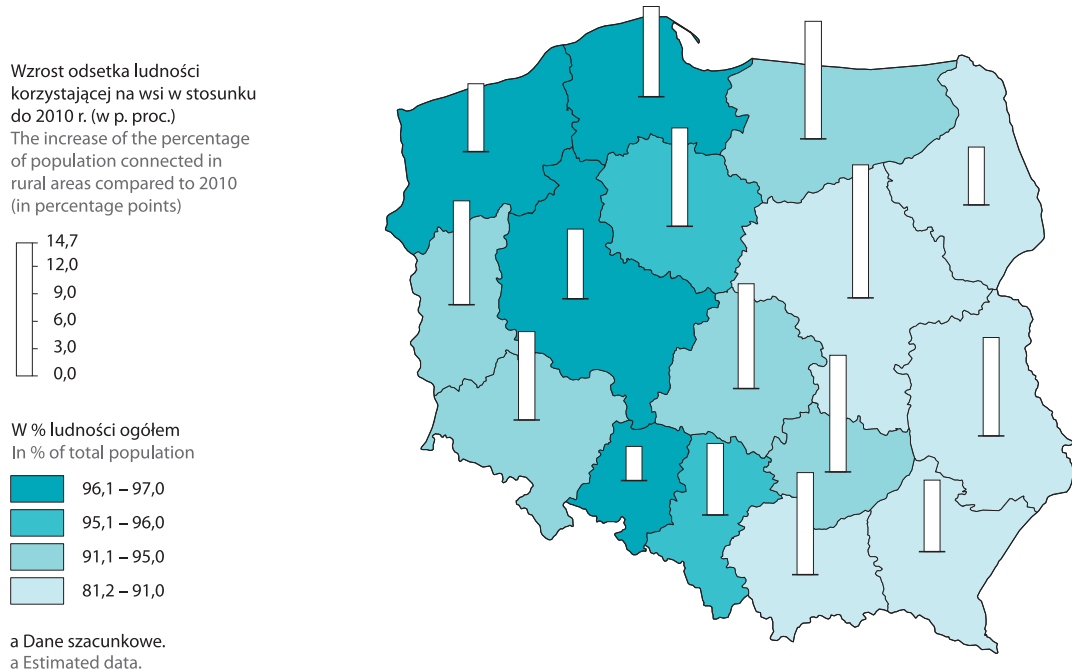 Wzrost odsetka ludności
korzystającej na wsi w stosunku
do 2010 r. (w p. proc.)
The increase of the percentage
of population connected in
rural areas compared to 2010
(in percentage points)
14,7
12,0
9,0
6,0
3,0
0,0
W % ludności ogółem
In % of total population
96,1 – 97,0
95,1 – 96,0
91,1 – 95,0
81,2 – 91,0
a Dane szacunkowe.
a Estimated data.